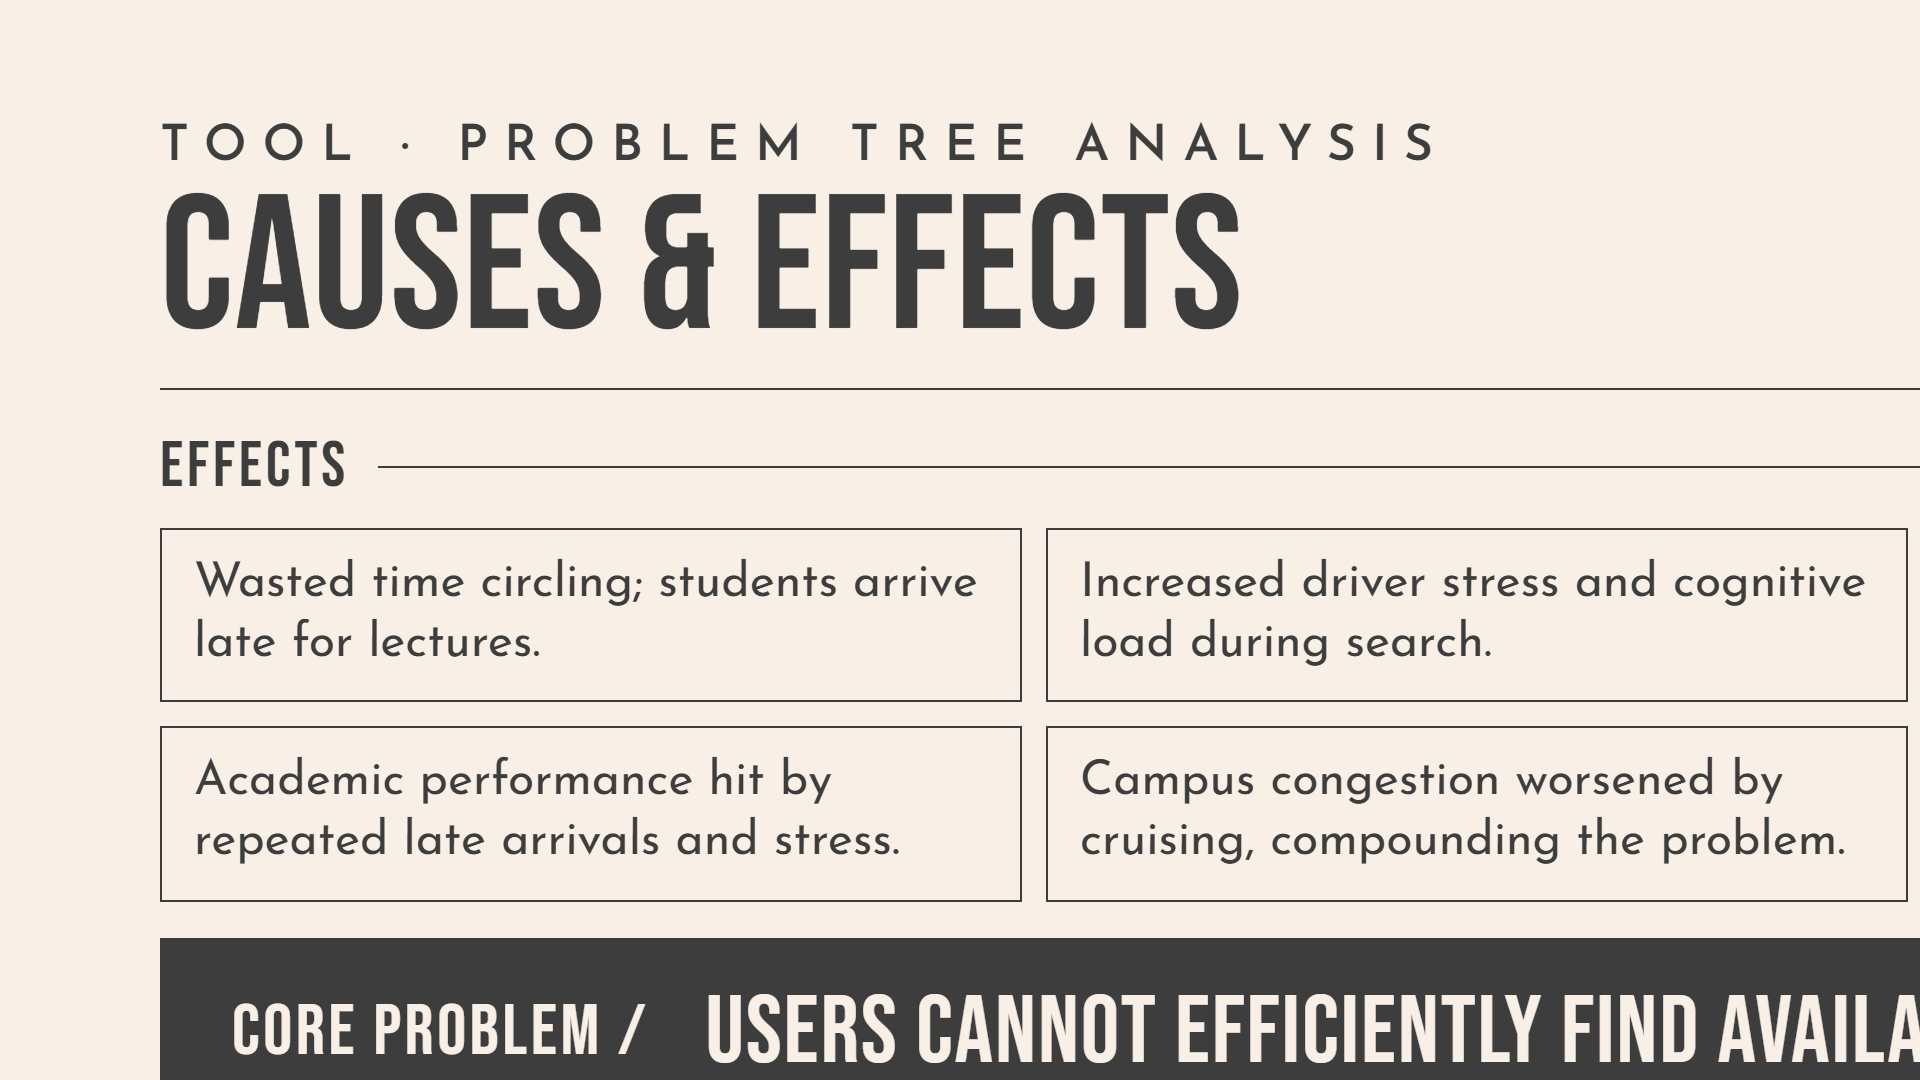 TOOL · PROBLEM TREE ANALYSIS
CAUSES & EFFECTS
EFFECTS
Wasted time circling; students arrive
late for lectures.
Increased driver stress and cognitive
load during search.
Academic performance hit by
repeated late arrivals and stress.
Campus congestion worsened by
cruising, compounding the problem.
CORE PROBLEM / USERS CANNOT EFFICIENTLY FIND